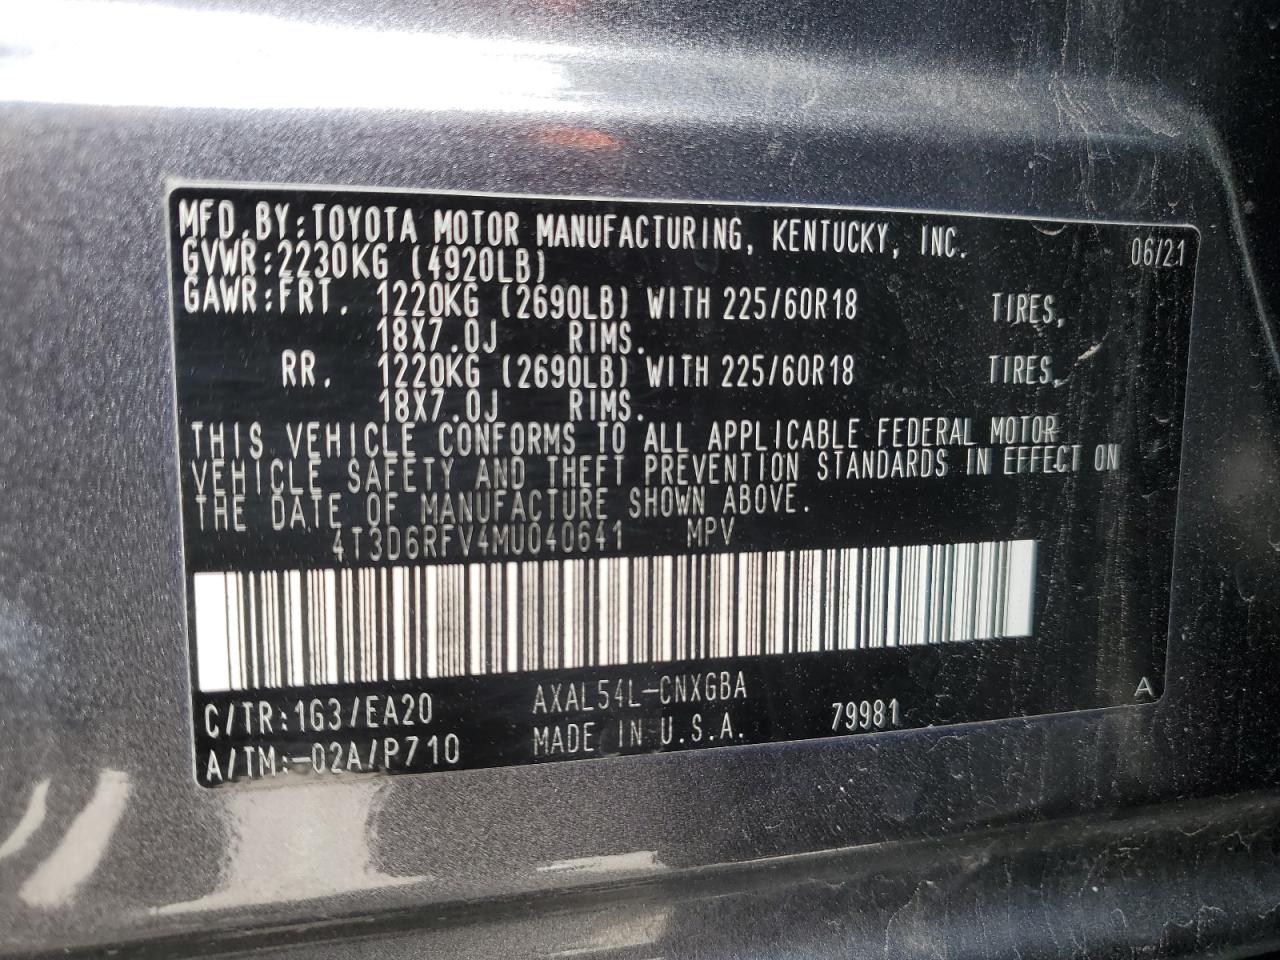 MFD.BY:TOYOTA MOTOR MANUFACTURING, KENTUCKY, INC. 06/21
GVWR:2230KG (4920LB)
GAWR:FRT. 1220KG (2690LB) WITH 225/60R18 TIRES,
18X7.0J RIMS.
RR. 1220KG (2690LB) WITH 225/60R18 TIRES,
18X7.0J RIMS.
THIS VEHICLE CONFORMS TO ALL APPLICABLE FEDERAL MOTOR
VEHICLE SAFETY AND THEFT PREVENTION STANDARDS IN EFFECT ON
THE DATE OF MANUFACTURE SHOWN ABOVE.
4T3D6RFV4MU040641 MPV
C/TR:1G3/EA20 AXAL54L-CNXGBA A
A/TM:-02A/P710 MADE IN U.S.A. 79981